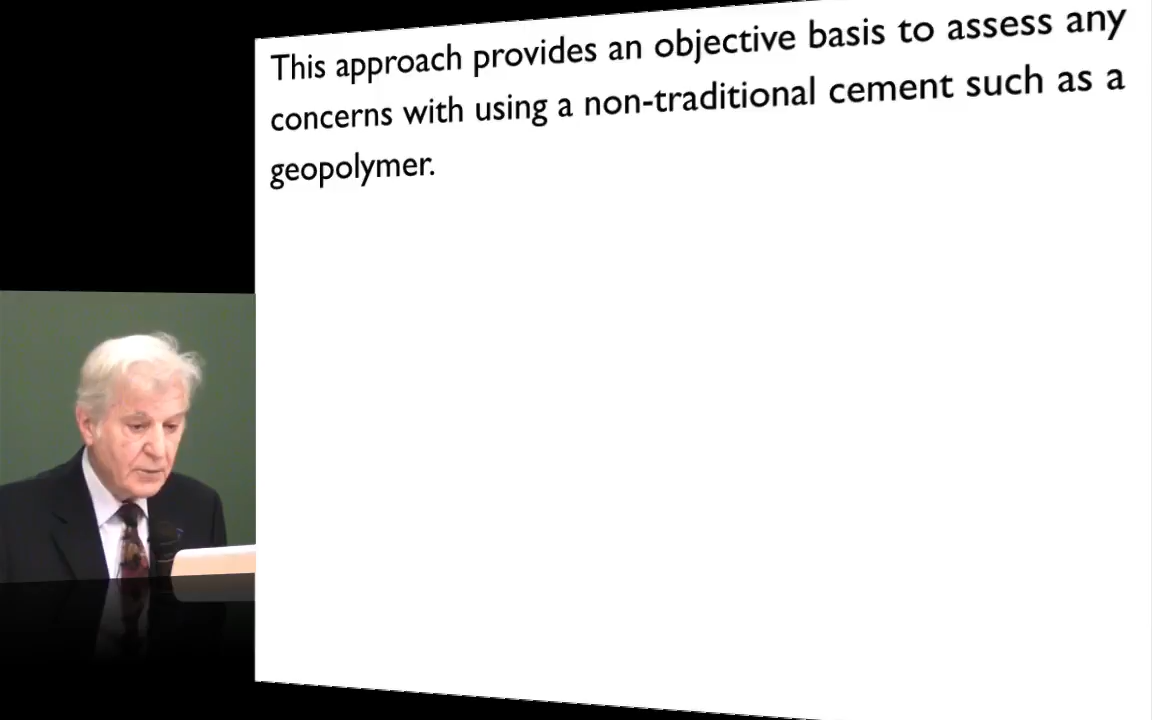 This approach provides an objective basis to assess any
concerns with using a non-traditional cement such as a
geopolymer.